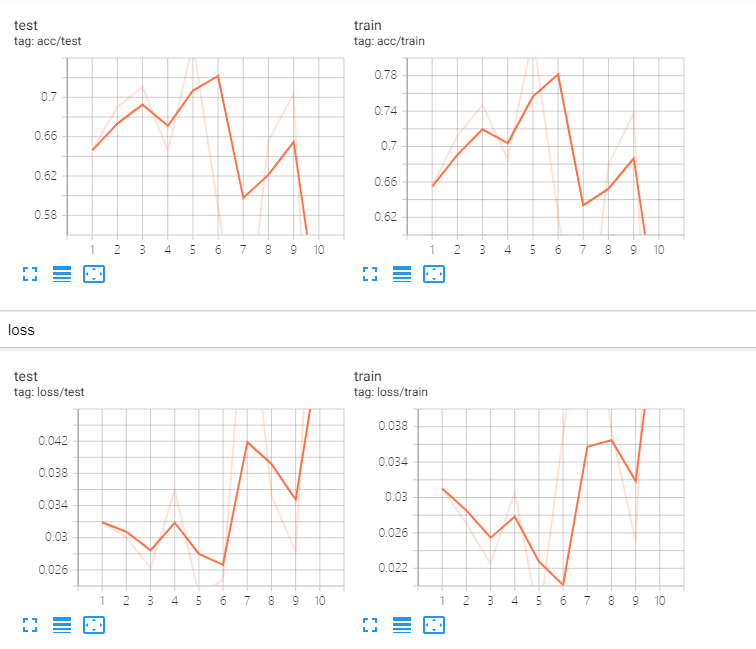 test
train
tag: acc/test
tag: acc/train
0.7
0.66
0.62
0.58
1 2 3 4 5 6 7 8 9 10
0.78
0.74
0.7
0.66
0.62
1 2 3 4 5 6 7 8 9 10
loss
test
train
tag: loss/test
tag: loss/train
0.042
0.038
0.034
0.03
0.026
1 2 3 4 5 6 7 8 9 10
0.038
0.034
0.03
0.026
0.022
1 2 3 4 5 6 7 8 9 10